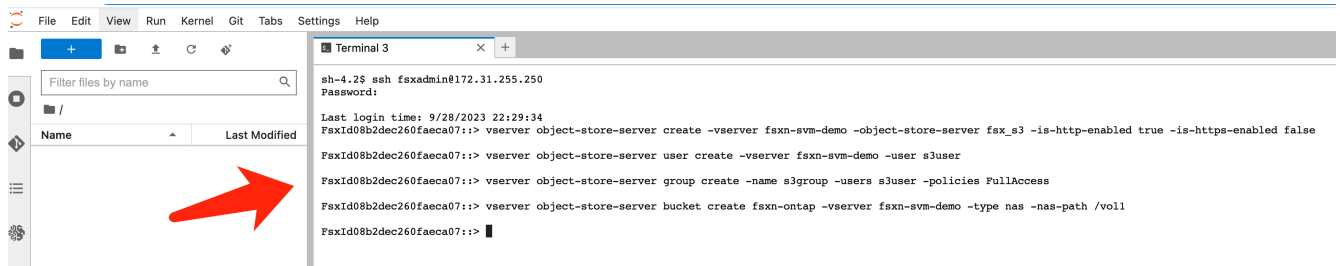 File Edit View Run Kernel Git Tabs Settings Help
+
Filter files by name
/
Name Last Modified
Terminal 3
sh-4.2$ ssh fsxadmin@172.31.255.250
Password:
Last login time: 9/28/2023 22:29:34
FsxId08b2dec260faeca07::> vserver object-store-server create -vserver fsxn-svm-demo -object-store-server fsx_s3 -is-http-enabled true -is-https-enabled false
FsxId08b2dec260faeca07::> vserver object-store-server user create -vserver fsxn-svm-demo -user s3user
FsxId08b2dec260faeca07::> vserver object-store-server group create -name s3group -users s3user -policies FullAccess
FsxId08b2dec260faeca07::> vserver object-store-server bucket create fsxn-ontap -vserver fsxn-svm-demo -type nas -nas-path /vol1
FsxId08b2dec260faeca07::>